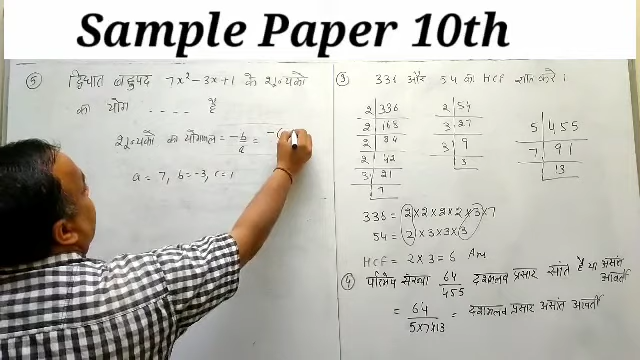 Sample Paper 10th
⑤ द्विघात बहुपद 7x² - 3x + 1 के शून्यको
का योग .... है
शून्यको का योगफल = -b/a = -(
a = 7, b = -3, c = 1
③ 336 और 54 का HCF ज्ञात करें।
2 | 336
2 | 168
2 | 84
2 | 42
3 | 21
7
2 | 54
3 | 27
3 | 9
3
5 | 455
7 | 91
13
336 = 2×2×2×2×3×7
54 = 2×3×3×3
HCF = 2×3 = 6 Ans
④ परिमेय संख्या 64/455 दशमलव प्रसार सांत है या असांत
आवर्ती
= 64/5×7×13 = दशमलव प्रसार असांत आवर्ती